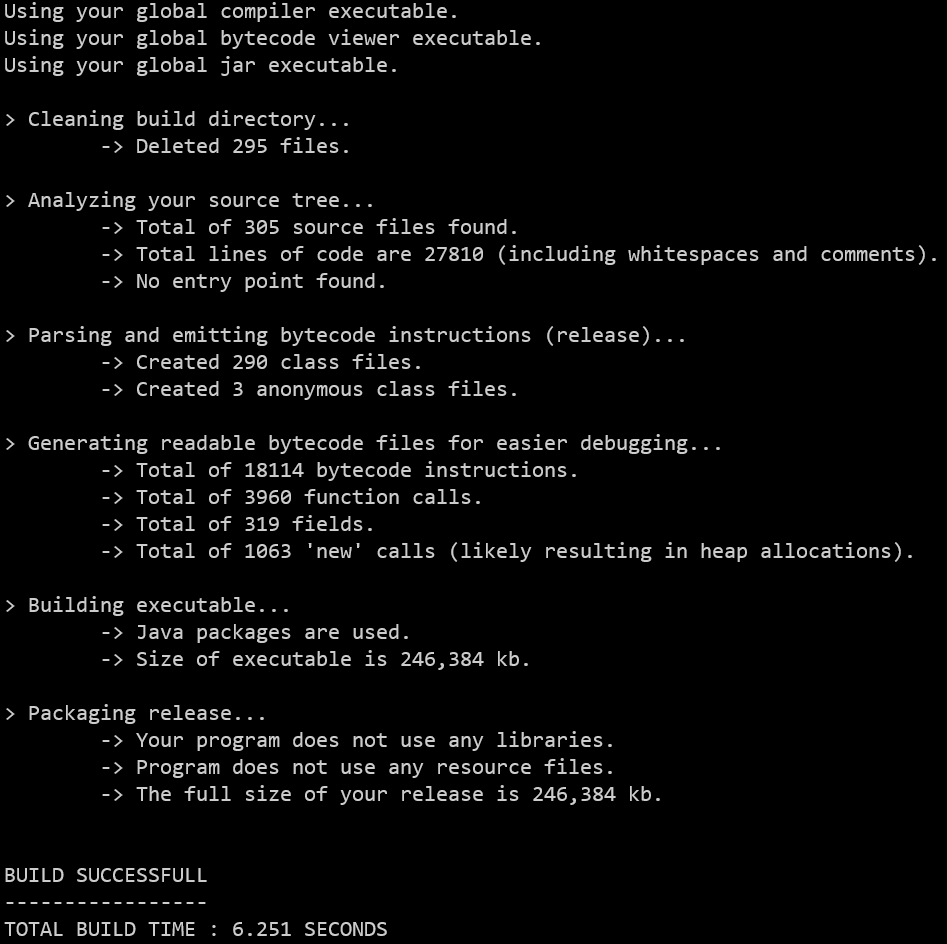 Using your global compiler executable.
Using your global bytecode viewer executable.
Using your global jar executable.
> Cleaning build directory...
-> Deleted 295 files.
> Analyzing your source tree...
-> Total of 305 source files found.
-> Total lines of code are 27810 (including whitespaces and comments).
-> No entry point found.
> Parsing and emitting bytecode instructions (release)...
-> Created 290 class files.
-> Created 3 anonymous class files.
> Generating readable bytecode files for easier debugging...
-> Total of 18114 bytecode instructions.
-> Total of 3960 function calls.
-> Total of 319 fields.
-> Total of 1063 'new' calls (likely resulting in heap allocations).
> Building executable...
-> Java packages are used.
-> Size of executable is 246,384 kb.
> Packaging release...
-> Your program does not use any libraries.
-> Program does not use any resource files.
-> The full size of your release is 246,384 kb.
BUILD SUCCESSFULL
-----------------
TOTAL BUILD TIME : 6.251 SECONDS